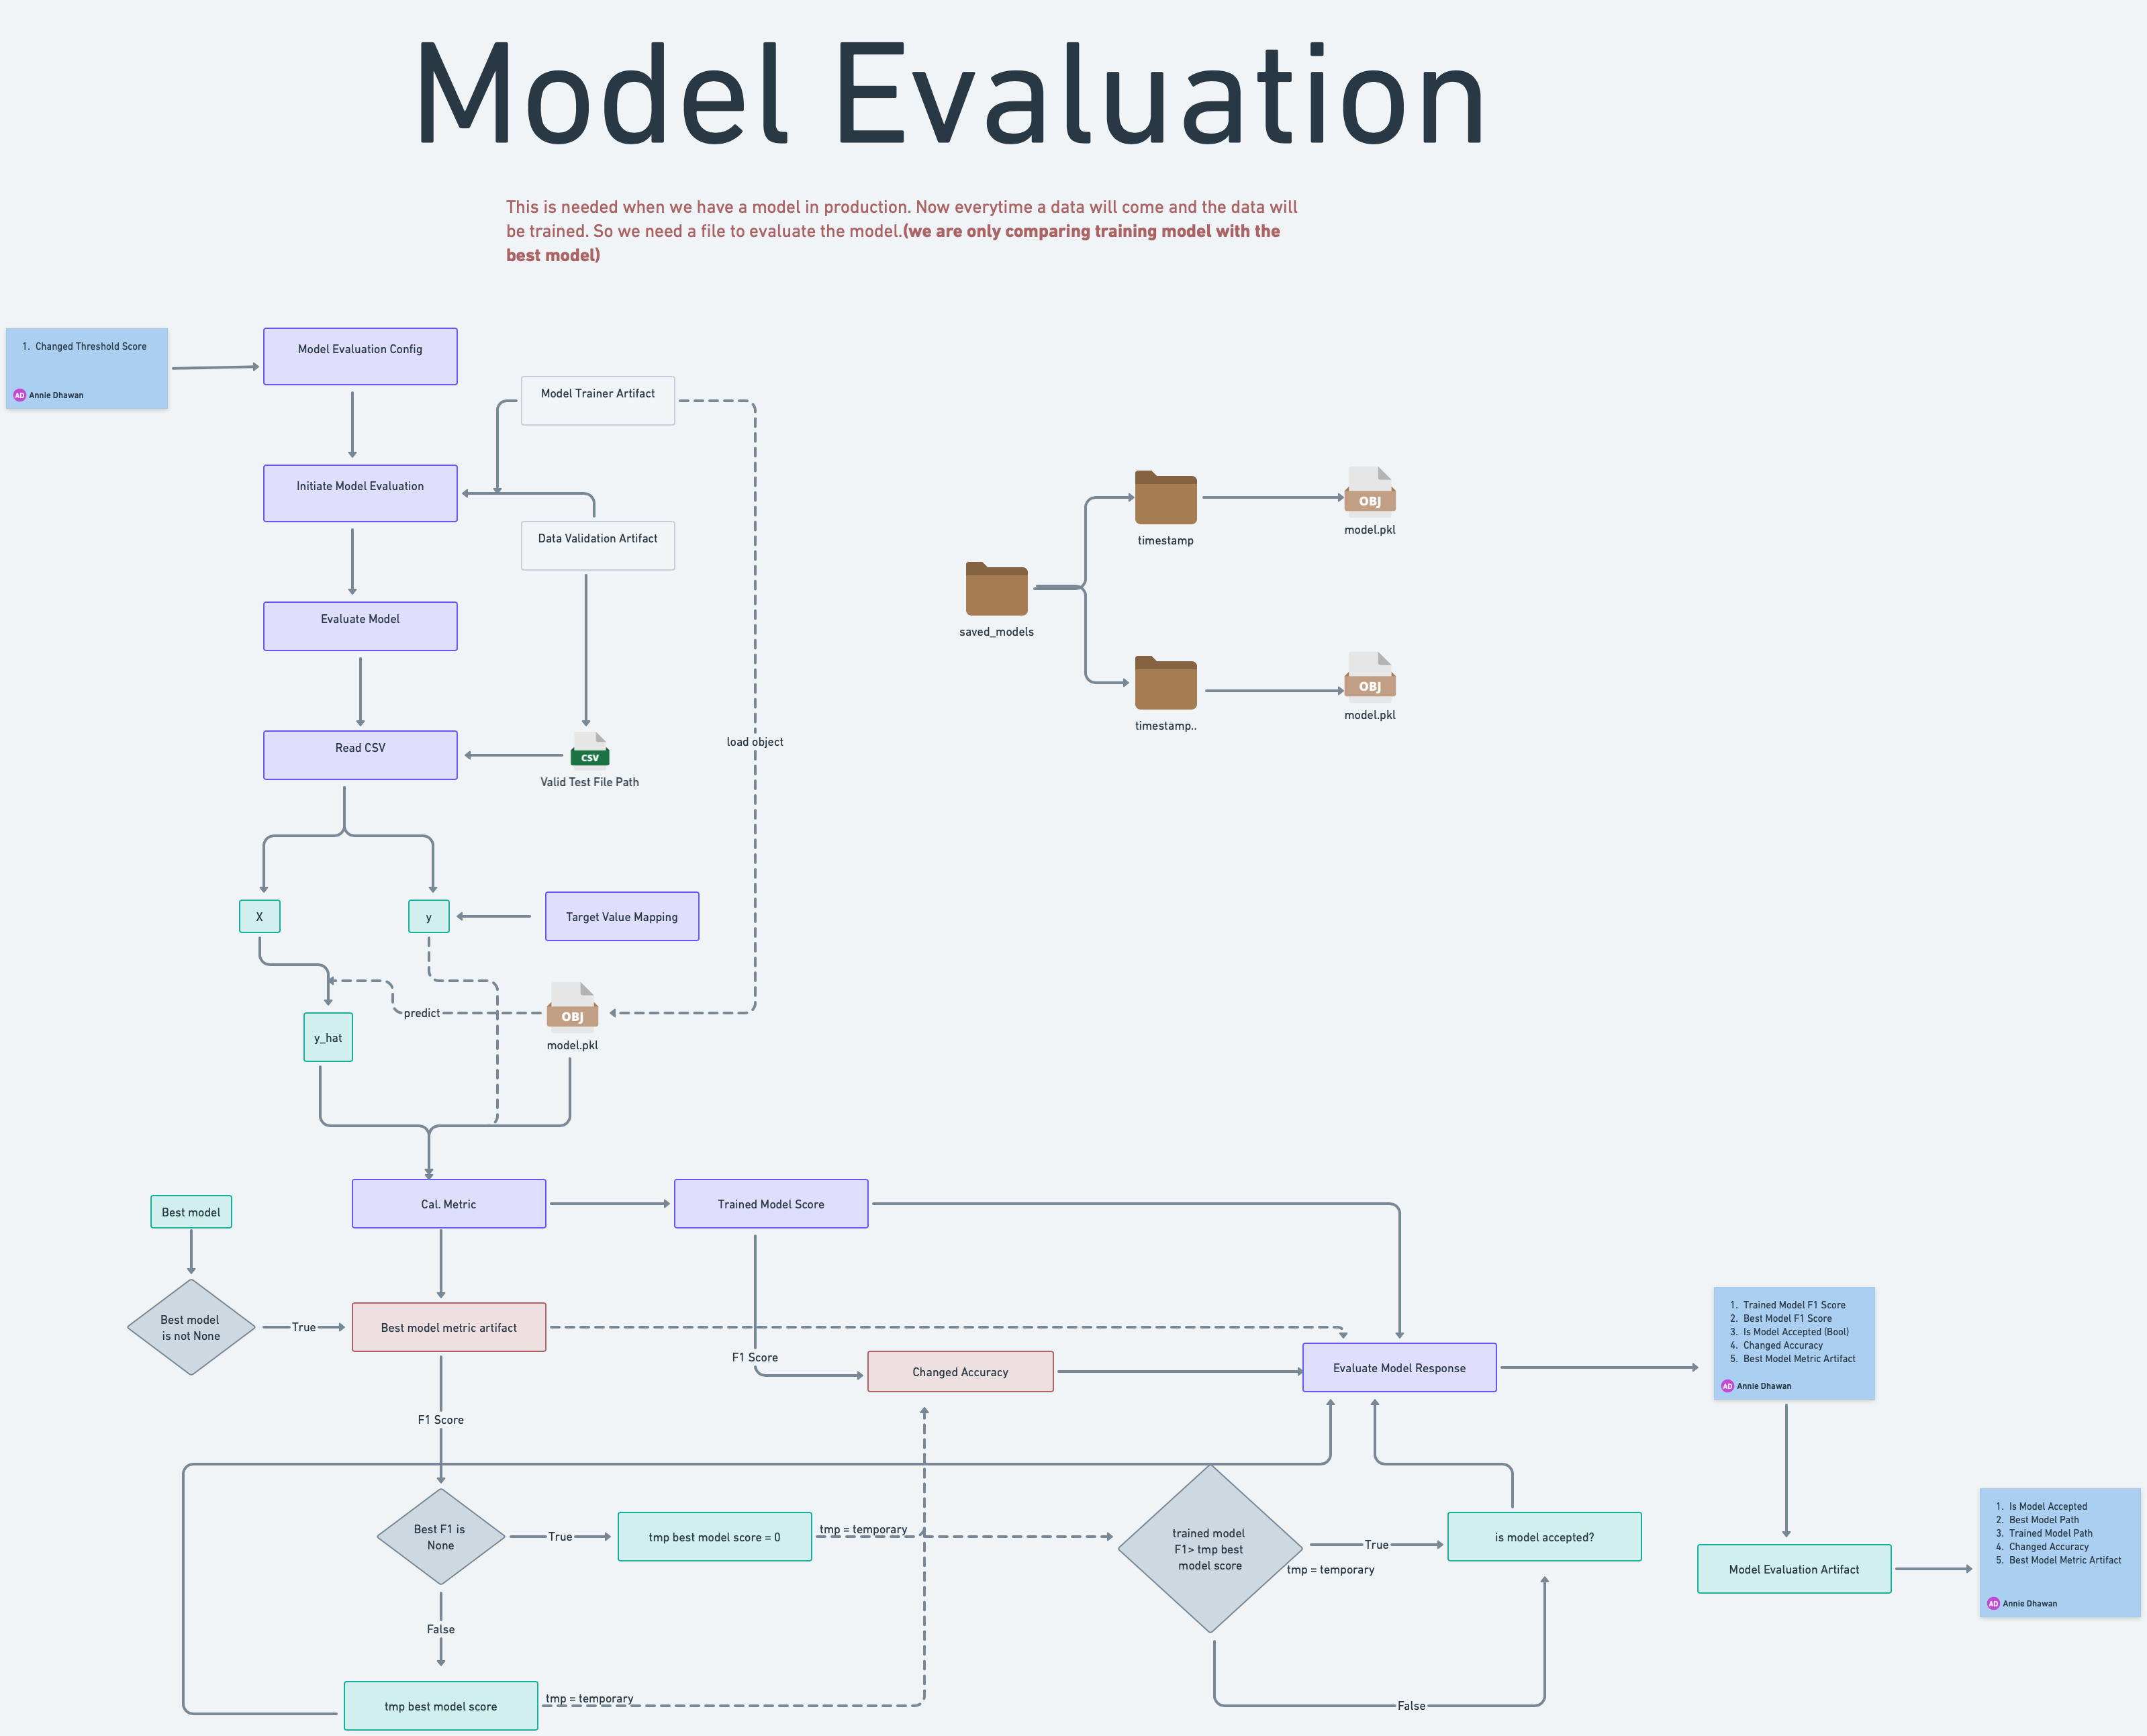 Model Evaluation
This is needed when we have a model in production. Now everytime a data will come and the data will
be trained. So we need a file to evaluate the model.(we are only comparing training model with the
best model)
1. Changed Threshold Score
AD Annie Dhawan
Model Evaluation Config
Model Trainer Artifact
Initiate Model Evaluation
Data Validation Artifact
Evaluate Model
Read CSV
CSV
Valid Test File Path
load object
timestamp
OBJ
model.pkl
saved_models
timestamp..
OBJ
model.pkl
X
y
Target Value Mapping
predict
OBJ
model.pkl
y_hat
Best model
Cal. Metric
Trained Model Score
Best model
is not None
True
Best model metric artifact
F1 Score
Changed Accuracy
Evaluate Model Response
1. Trained Model F1 Score
2. Best Model F1 Score
3. Is Model Accepted (Bool)
4. Changed Accuracy
5. Best Model Metric Artifact
AD Annie Dhawan
F1 Score
Best F1 is
None
True
tmp best model score = 0
tmp = temporary
trained model
F1> tmp best
model score
True
tmp = temporary
is model accepted?
Model Evaluation Artifact
1. Is Model Accepted
2. Best Model Path
3. Trained Model Path
4. Changed Accuracy
5. Best Model Metric Artifact
AD Annie Dhawan
False
tmp best model score
tmp = temporary
False